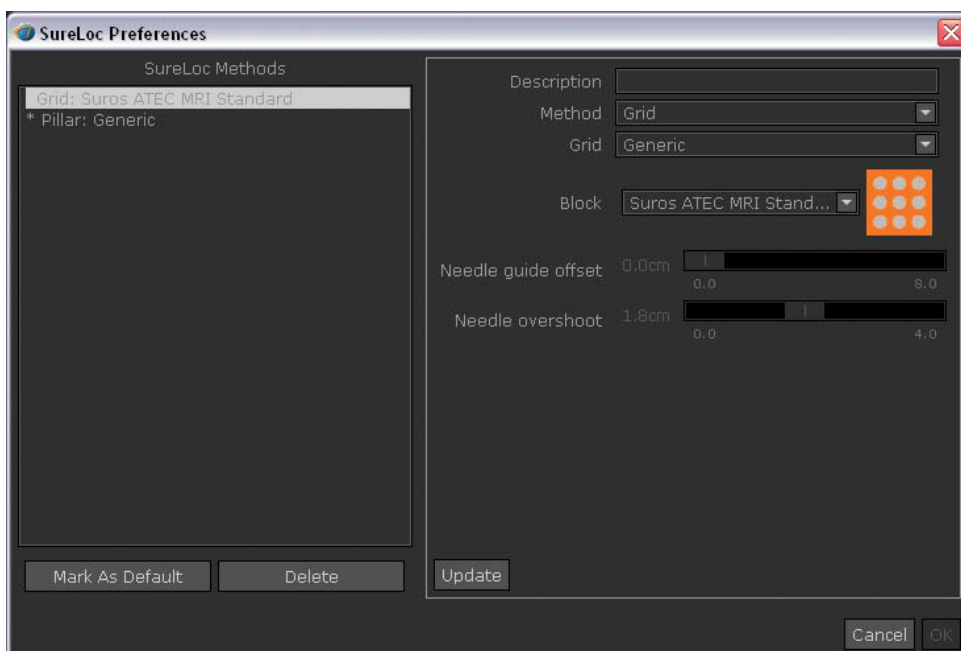 SureLoc Preferences
SureLoc Methods
Grid: Suros ATEC MRI Standard
* Pillar: Generic
Mark As Default
Delete
Description
Method Grid
Grid Generic
Block Suros ATEC MRI Stand...
Needle guide offset 0.0cm
0.0 8.0
Needle overshoot 1.8cm
0.0 4.0
Update
Cancel OK